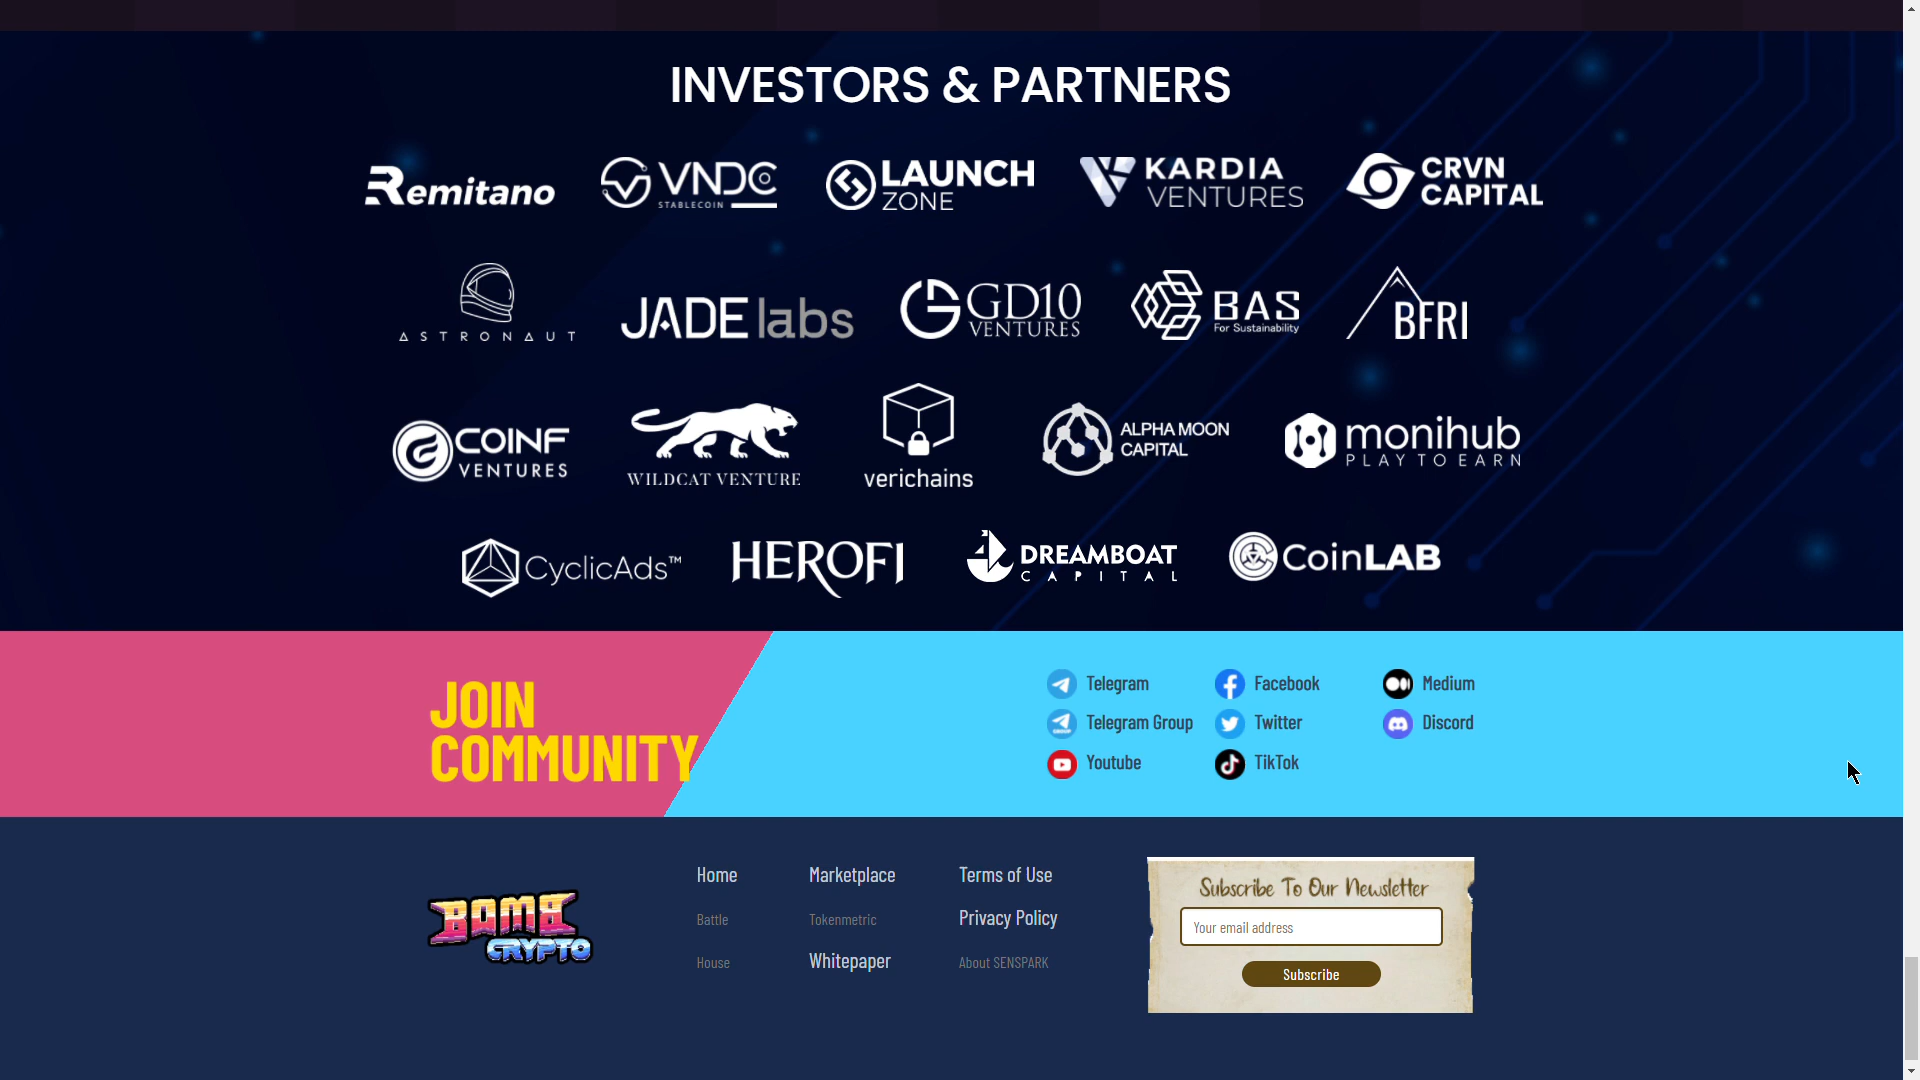 INVESTORS & PARTNERS
Remitano
VNDC
STABLECOIN
LAUNCH
ZONE
KARDIA
VENTURES
CRVN
CAPITAL
ASTRONAUT
JADE labs
GD10
VENTURES
BAS
For Sustainability
BFRI
COINF
VENTURES
WILDCAT VENTURE
verichains
ALPHA MOON
CAPITAL
monihub
PLAY TO EARN
CyclicAds™
HEROFI
DREAMBOAT
CAPITAL
CoinLAB
JOIN
COMMUNITY
Telegram
Facebook
Medium
Telegram Group
Twitter
Discord
Youtube
TikTok
BOMB
CRYPTO
Home
Marketplace
Terms of Use
Battle
Tokenmetric
Privacy Policy
House
Whitepaper
About SENSPARK
Subscribe To Our Newsletter
Your email address
Subscribe